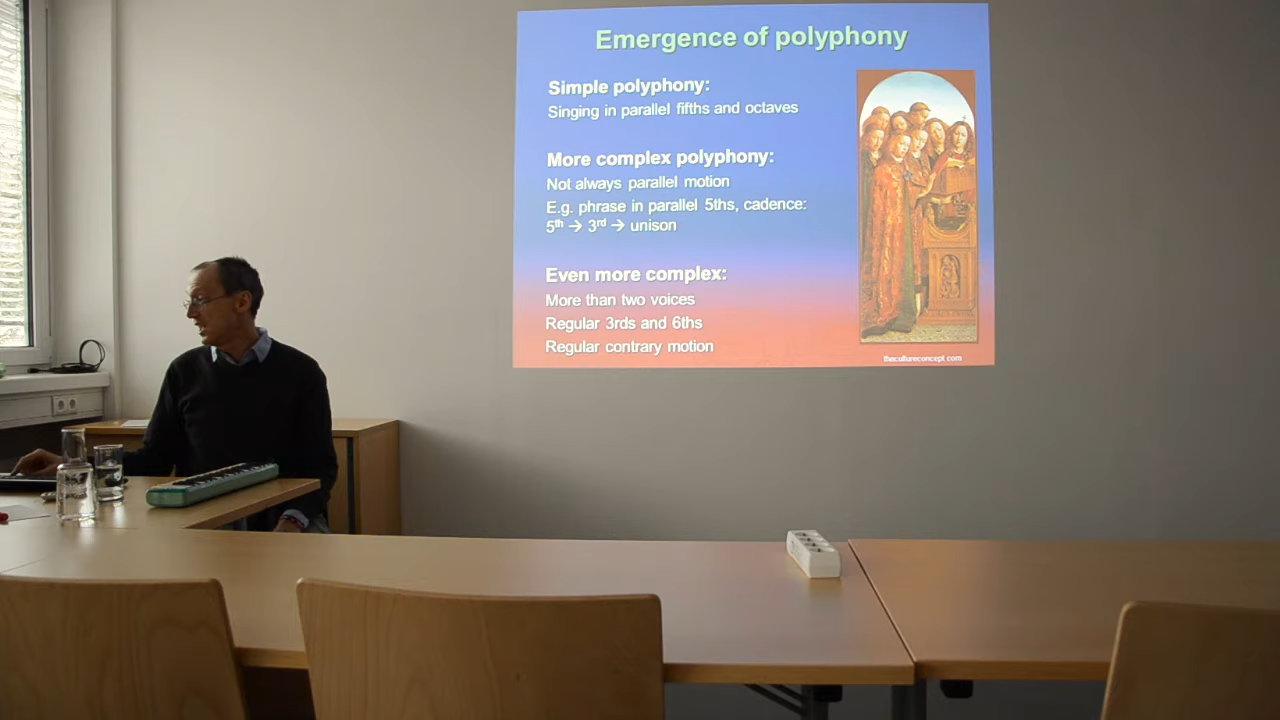 Emergence of polyphony
Simple polyphony:
Singing in parallel fifths and octaves
More complex polyphony:
Not always parallel motion
E.g. phrase in parallel 5ths, cadence:
5th → 3rd → unison
Even more complex:
More than two voices
Regular 3rds and 6ths
Regular contrary motion
thecultureconcept.com